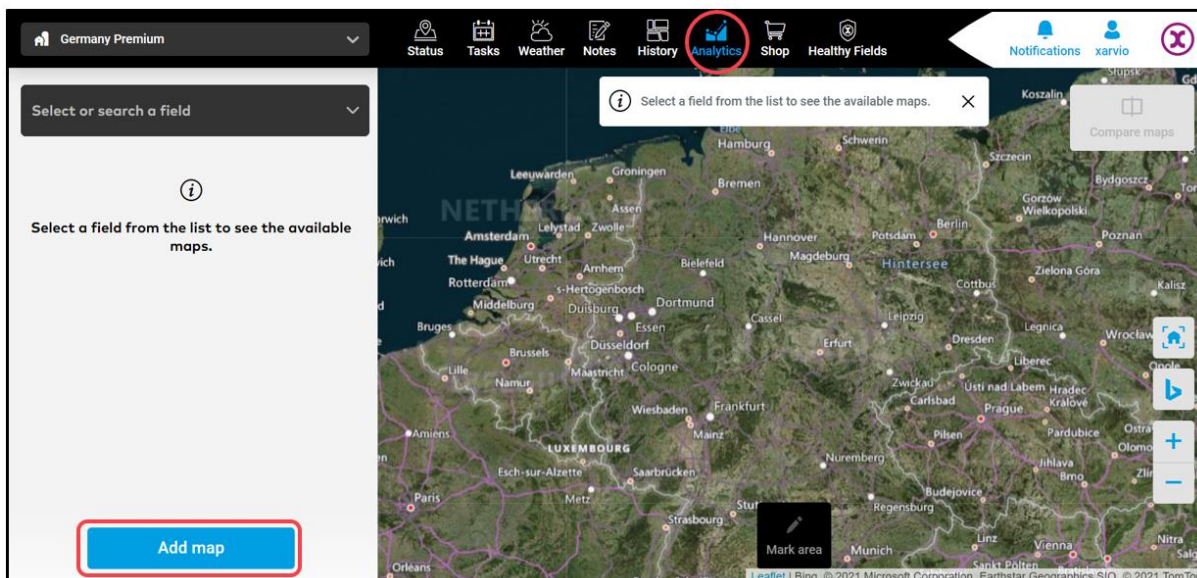 Germany Premium
Status
Tasks
Weather
Notes
History
Analytics
Shop
Healthy Fields
Notifications
xarvio
Select or search a field
Select a field from the list to see the available
maps.
Add map
Select a field from the list to see the available maps.
Compare maps
Mark area
Koszalin
Hamburg
Schwerin
Szczecin
Leeuwarden
Groningen
Bremen
Bydgoszcz
Gorzów
Wielkopolski
Assen
Lelystad
Zwolle
Amsterdam
Hannover
Potsdam
Berlin
Poznań
The Hague
Utrecht
Arnhem
Bielefeld
Magdeburg
Hintersee
Zielona Góra
Rotterdam
's-Hertogenbosch
Cottbus
Kalisz
Middelburg
Duisburg
Dortmund
Bruges
Essen
Cassel
Leipzig
Legnica
Wrocław
Düsseldorf
Erfurt
Dresden
Brussels
Maastricht
Cologne
Liberec
Lille
Namur
Zwickau
Ústí nad Labem
Hradec
Králové
Carlsbad
Prague
Wiesbaden
Frankfurt
Mainz
Amiens
LUXEMBOURG
Pilsen
Pardubice
Esch-sur-Alzette
Saarbrücken
Nuremberg
Jihlava
Brno
Metz
Paris
Budejovice
Regensburg
Strasbourg
Linz
Vienna
Nitra
Munich
Sankt Pölten
Orléans
Leaflet | Bing, © 2021 Microsoft Corporation, Earthstar Geographics SIO, © 2021 TomTo